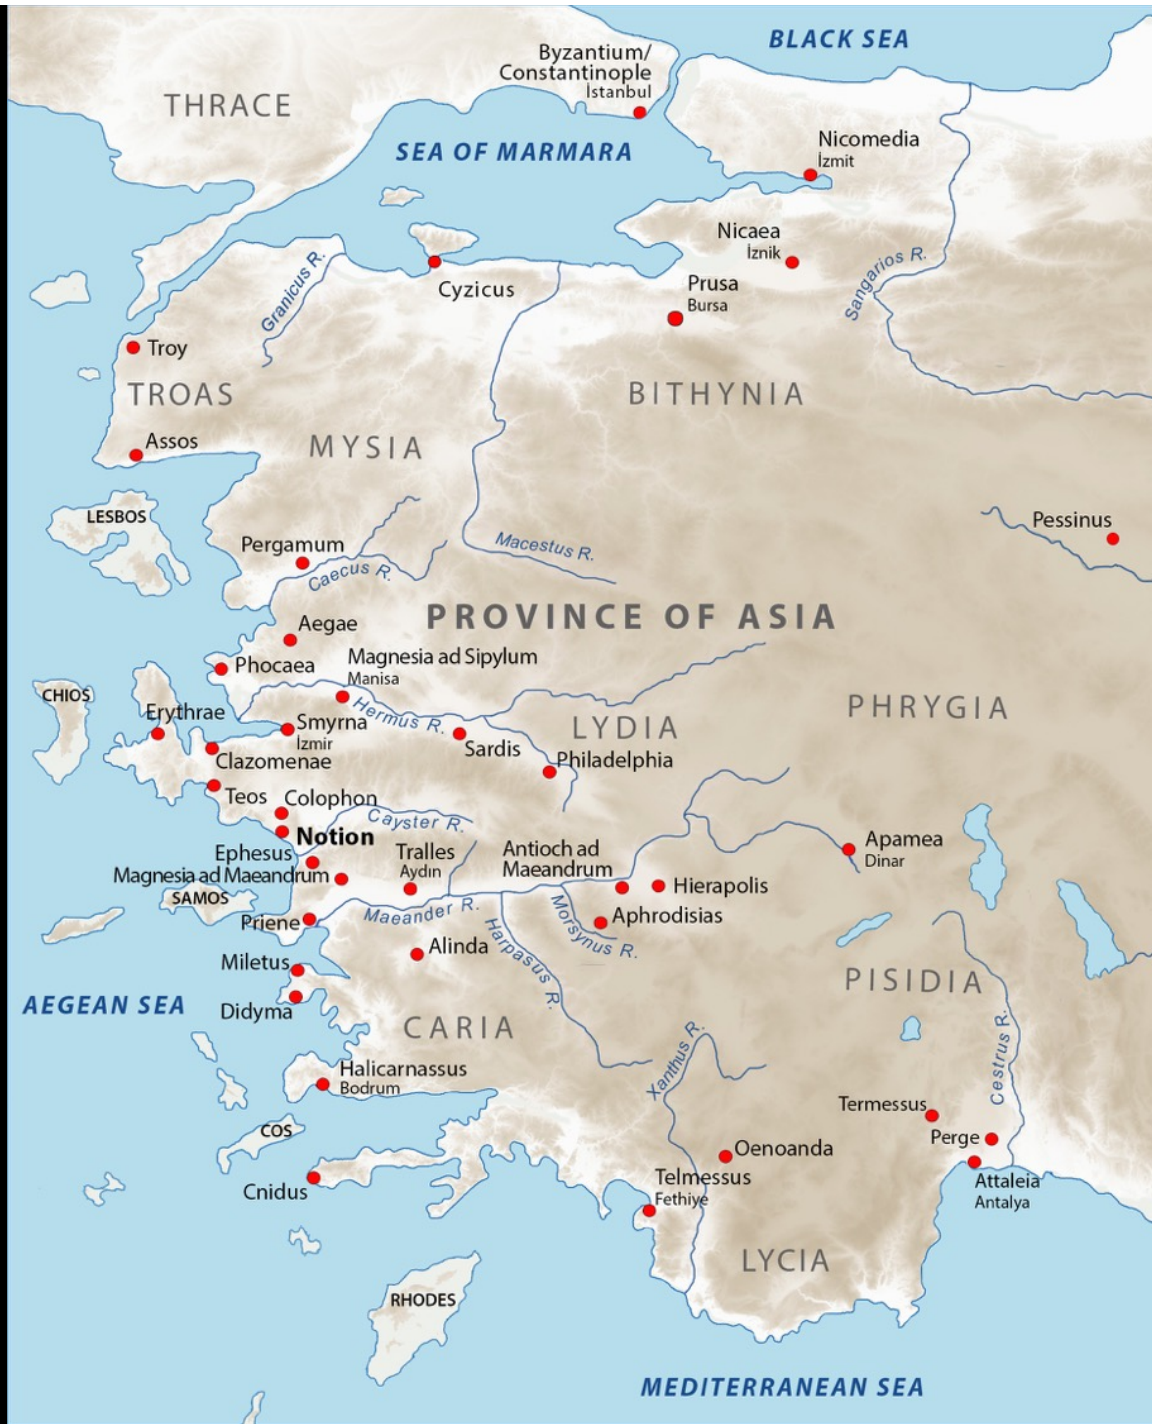 BLACK SEA
Byzantium/
Constantinople
İstanbul
THRACE
SEA OF MARMARA
Nicomedia
İzmit
Nicaea
İznik
Sangarios R.
Granicus R.
Cyzicus
Prusa
Bursa
Troy
TROAS
BITHYNIA
Assos
MYSIA
LESBOS
Pessinus
Pergamum
Macestus R.
Caecus R.
PROVINCE OF ASIA
Aegae
Phocaea
Magnesia ad Sipylum
Manisa
CHIOS
Erythrae
Hermus R.
Smyrna
İzmir
LYDIA
PHRYGIA
Sardis
Clazomenae
Philadelphia
Teos
Colophon
Cayster R.
Notion
Apamea
Dinar
Ephesus
Tralles
Aydın
Antioch ad
Maeandrum
Magnesia ad Maeandrum
Hierapolis
SAMOS
Priene
Maeander R.
Aphrodisias
Morsynus R.
Harpasus R.
Alinda
Miletus
PISIDIA
AEGEAN SEA
Didyma
CARIA
Xanthus R.
Cestrus R.
Halicarnassus
Bodrum
Termessus
COS
Perge
Oenoanda
Cnidus
Telmessus
Fethiye
Attaleia
Antalya
LYCIA
RHODES
MEDITERRANEAN SEA